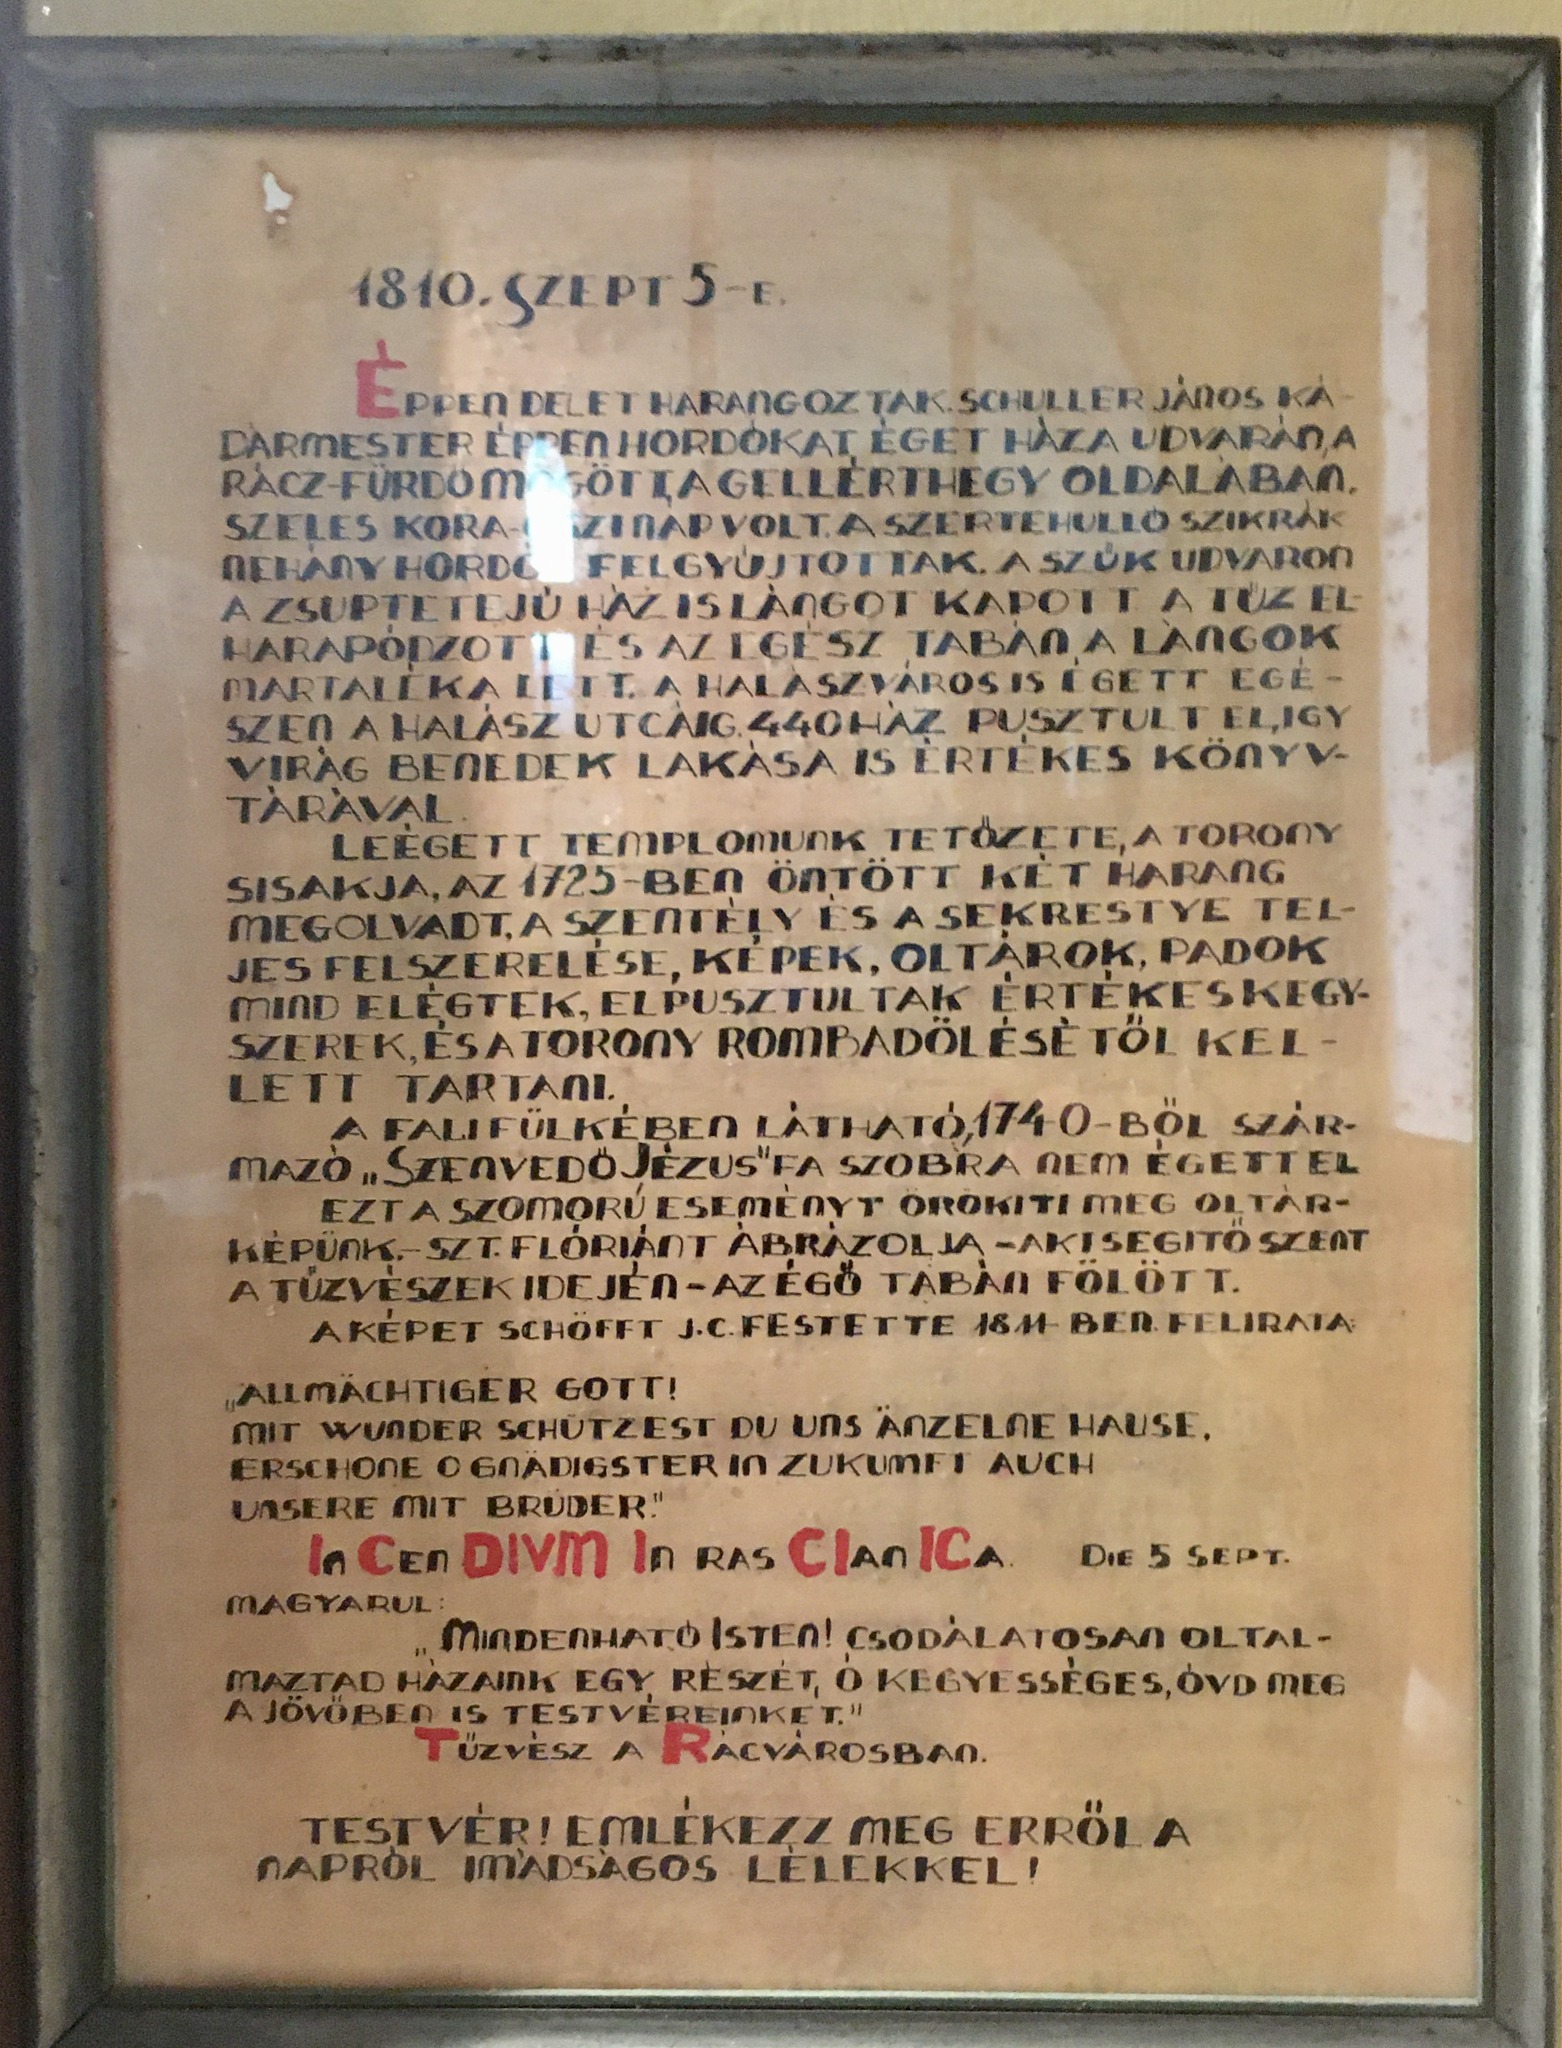 1810. SZEPT 5-E.
ÉPPEN DELET HARANGOZTAK. SCHULLER JÁNOS KÁ-
DÁRMESTER ÉPPEN HORDÓKAT ÉGET HÁZA UDVARÁN, A
RÁCZ-FÜRDŐ MÖGÖTT, A GELLÉRTHEGY OLDALÁBAN.
SZELES KORA- NAP VOLT. A SZERTEHULLÓ SZIKRÁK
NEHÁNY HORDÓT FELGYÚJTOTTAK. A SZŰK UDVARON
A ZSUPTETEJŰ HÁZ IS LÁNGOT KAPOTT A TŰZ EL-
HARAPÓDZOTT ÉS AZ EGÉSZ TABÁN A LÁNGOK
MARTALÉKA LETT. A HALÁSZVÁROS IS ÉGETT EGÉ-
SZEN A HALÁSZ UTCÁIG. 440 HÁZ PUSZTULT EL, IGY
VIRÁG BENEDEK LAKÁSA IS ÉRTÉKES KÖNYV-
TÁRÁVAL.
LEÉGETT TEMPLOMUNK TETŐZETE, A TORONY
SISAKJA, AZ 1725-BEN ÖNTÖTT KÉT HARANG
MEGOLVADT, A SZENTÉLY ÉS A SEKRESTYE TEL-
JES FELSZERELÉSE, KÉPEK, OLTÁROK, PADOK
MIND ELÉGTEK, ELPUSZTULTAK ÉRTÉKES KEGY-
SZEREK, ÉS A TORONY ROMBADŐLÉSÉTŐL KEL-
LETT TARTANI.
A FALI FÜLKÉBEN LÁTHATÓ, 1740-BŐL SZÁR-
MAZÓ „SZENVEDŐ JÉZUS" FA SZOBRA NEM ÉGETT EL
EZT A SZOMORÚ ESEMÉNYT ÖRÖKITI MEG OLTÁR-
KÉPÜNK.- SZT. FLÓRIÁNT ÁBRÁZOLJA - AKI SEGITŐ SZENT
A TŰZVÉSZEK IDEJÉN - AZ ÉGŐ TABÁN FÖLÖTT.
A KÉPET SCHÖFFT J.C. FESTETTE 1811-BEN. FELIRATA:
„ALLMÄCHTIGER GOTT!
MIT WUNDER SCHÜTZEST DU UNS ÄNZELNE HAUSE,
ERSCHONE O GNÄDIGSTER IN ZUKUMFT AUCH
UNSERE MIT BRÜDER."
InCenDIVM In RAS CIanICa. DIE 5 SEPT.
MAGYARUL:
„MINDENHATÓ ISTEN! CSODÁLATOSAN OLTAL-
MAZTAD HÁZAINK EGY RÉSZÉT, Ó KEGYESSÉGES, ÓVD MEG
A JÖVŐBEN IS TESTVÉREINKET."
TŰZVÉSZ A RÁCVÁROSBAN.
TESTVÉR! EMLÉKEZZ MEG ERRŐL A
NAPRÓL IMÁDSÁGOS LÉLEKKEL!